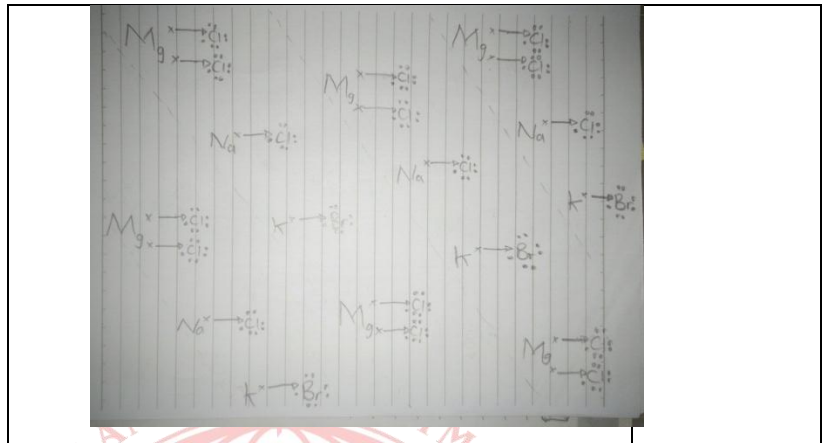 Mg x → Cl
x → Cl
Mg x → Cl
x → Cl
Mg x → Cl
x → Cl
Na x → Cl
Na x → Cl
Na x → Cl
Mg x → Cl
x → Cl
K x → Br
K x → Br
K x → Br
Na x → Cl
Mg x → Cl
x → Cl
Mg x → Cl
x → Cl
K x → Br